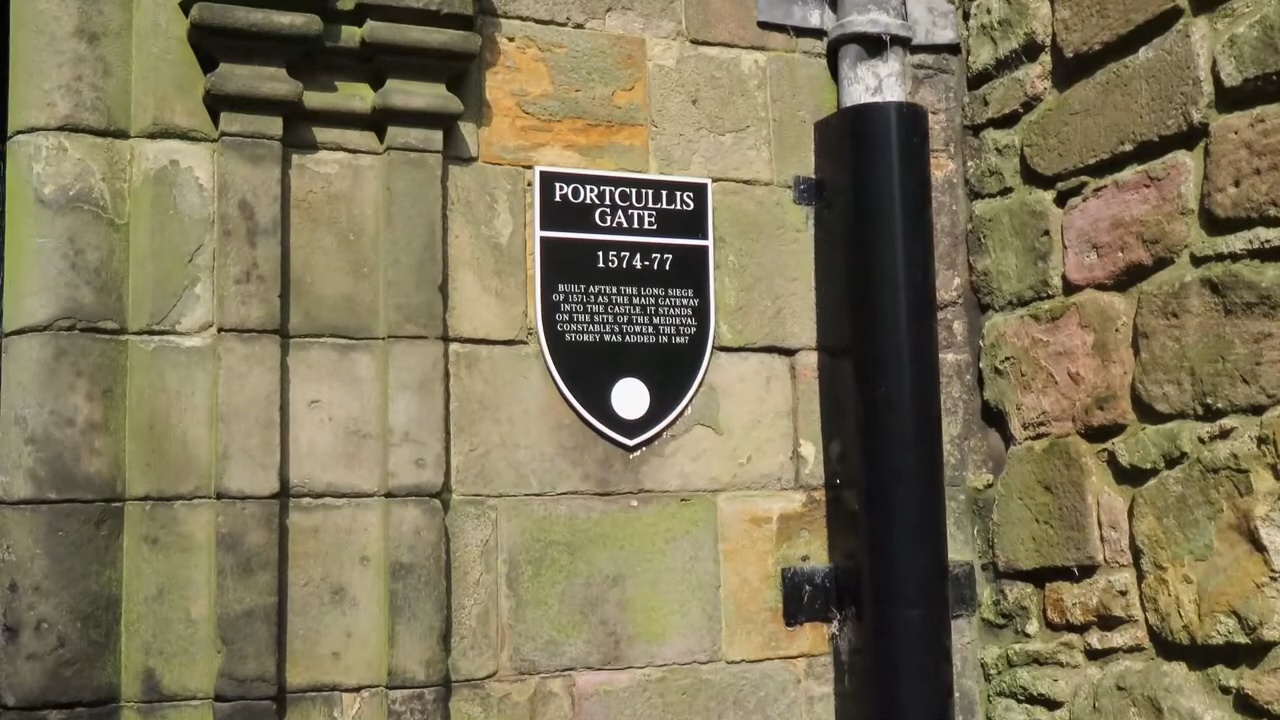 PORTCULLIS
GATE
1574-77
BUILT AFTER THE LONG SIEGE
OF 1571-3 AS THE MAIN GATEWAY
INTO THE CASTLE. IT STANDS
ON THE SITE OF THE MEDIEVAL
CONSTABLE'S TOWER. THE TOP
STOREY WAS ADDED IN 1887